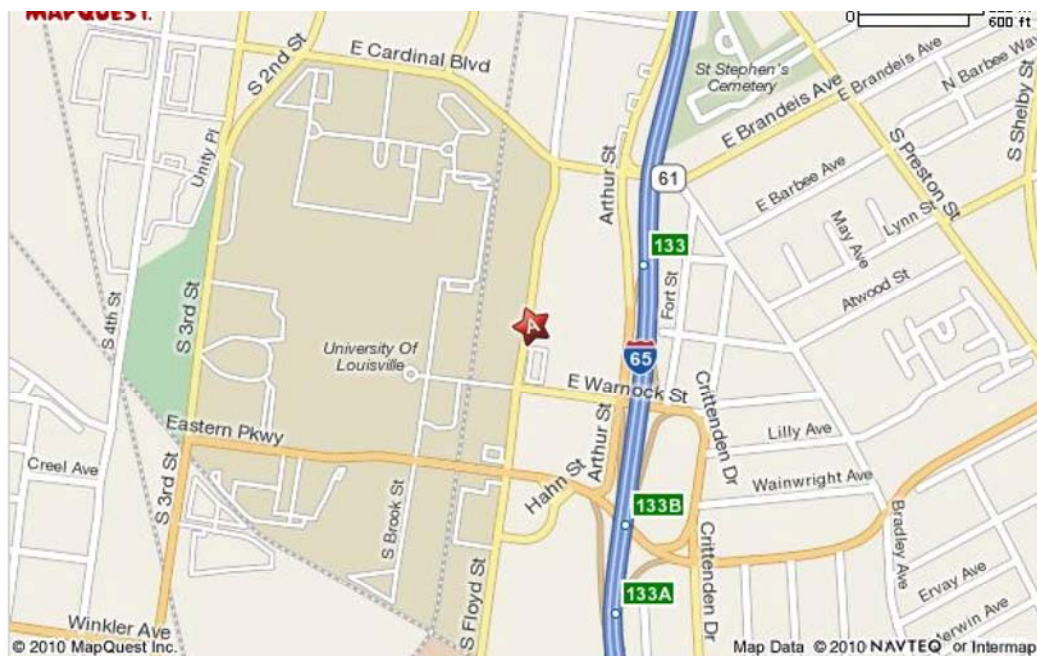 MAPQUEST.
0
600 ft
E Cardinal Blvd
S 2nd St
St Stephen's
Cemetery
E Brandeis Ave
E Brandeis Ave
N Barbee Way
S Shelby St
Unity Pl
Arthur St
61
E Barbee Ave
S Preston St
133
May Ave
Lynn St
Fort St
Atwood St
S 4th St
S 3rd St
A
University Of
Louisville
65
E Warnock St
Crittenden Dr
Eastern Pkwy
Arthur St
Lilly Ave
Creel Ave
S 3rd St
Hahn St
Wainwright Ave
S Brook St
133B
Bradley Ave
Crittenden Dr
S Floyd St
133A
Ervay Ave
Winkler Ave
© 2010 MapQuest Inc.
Map Data © 2010 NAVTEQ or Intermap